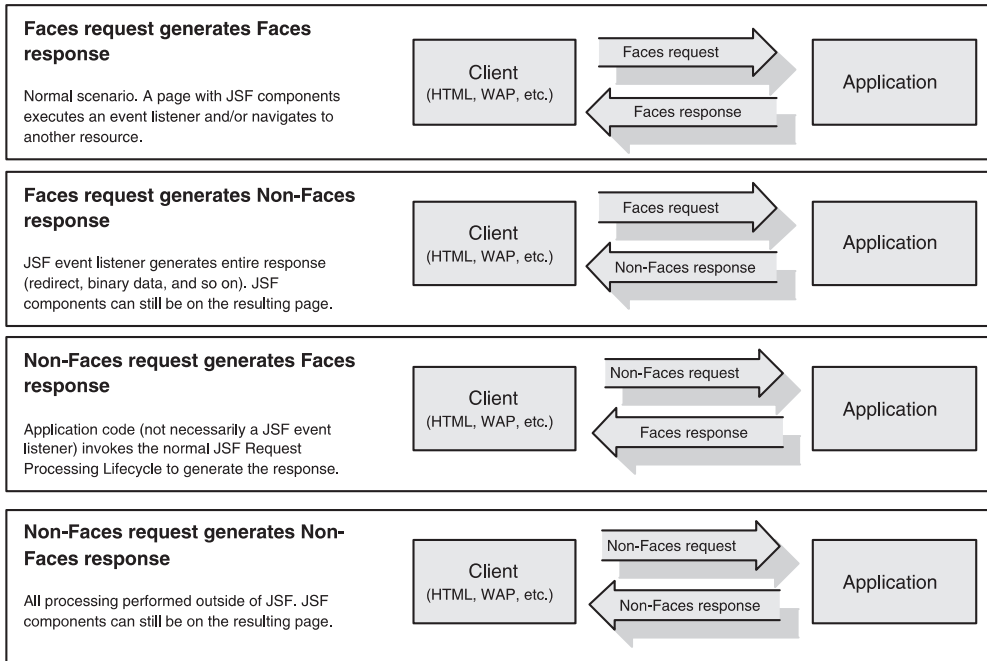 Faces request generates Faces
response
Normal scenario. A page with JSF components
executes an event listener and/or navigates to
another resource.
Client
(HTML, WAP, etc.)
Faces request
Faces response
Application
Faces request generates Non-Faces
response
JSF event listener generates entire response
(redirect, binary data, and so on). JSF
components can still be on the resulting page.
Client
(HTML, WAP, etc.)
Faces request
Non-Faces response
Application
Non-Faces request generates Faces
response
Application code (not necessarily a JSF event
listener) invokes the normal JSF Request
Processing Lifecycle to generate the response.
Client
(HTML, WAP, etc.)
Non-Faces request
Faces response
Application
Non-Faces request generates Non-
Faces response
All processing performed outside of JSF. JSF
components can still be on the resulting page.
Client
(HTML, WAP, etc.)
Non-Faces request
Non-Faces response
Application